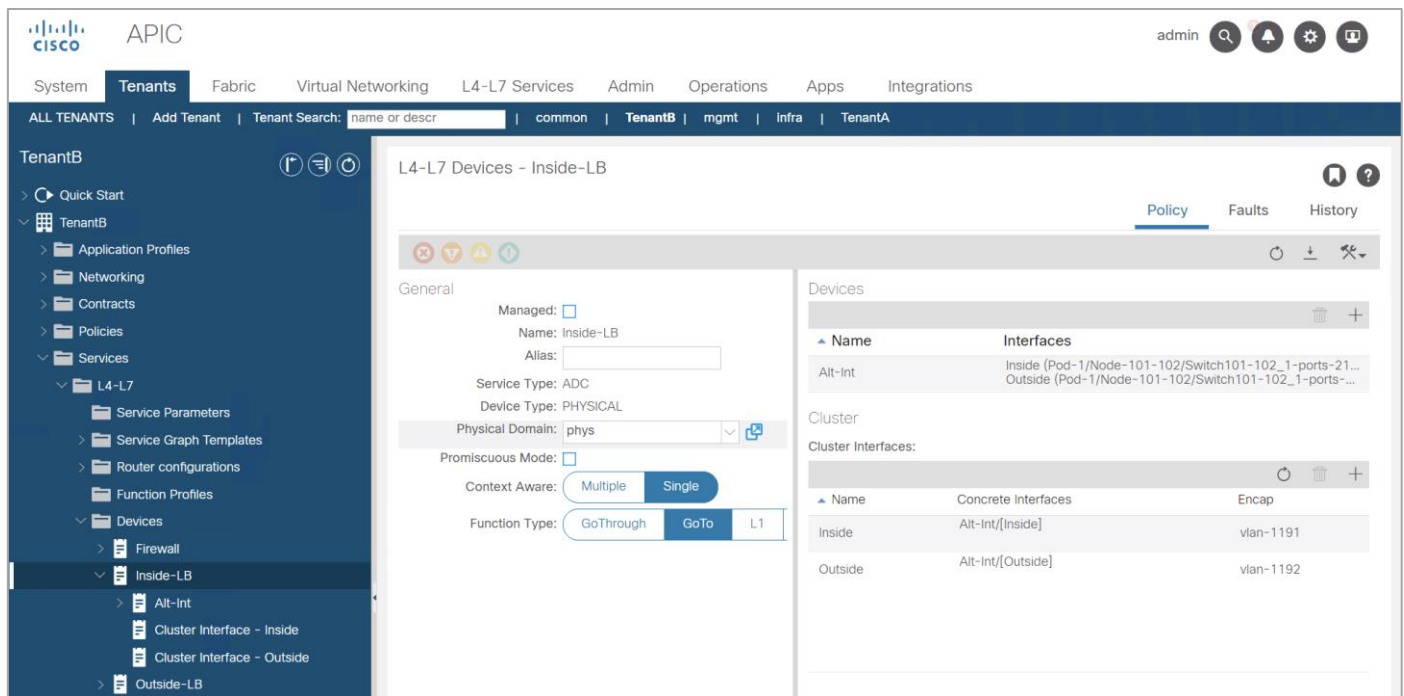 CISCO
APIC
admin
System Tenants Fabric Virtual Networking L4-L7 Services Admin Operations Apps Integrations
ALL TENANTS | Add Tenant | Tenant Search: name or descr | common | TenantB | mgmt | infra | TenantA
TenantB
Quick Start
TenantB
Application Profiles
Networking
Contracts
Policies
Services
L4-L7
Service Parameters
Service Graph Templates
Router configurations
Function Profiles
Devices
Firewall
Inside-LB
Alt-Int
Cluster Interface - Inside
Cluster Interface - Outside
Outside-LB
L4-L7 Devices - Inside-LB
Policy Faults History
General
Managed:
Name: Inside-LB
Alias:
Service Type: ADC
Device Type: PHYSICAL
Physical Domain: phys
Promiscuous Mode:
Context Aware: Multiple Single
Function Type: GoThrough GoTo L1
Devices
Name Interfaces
Alt-Int Inside (Pod-1/Node-101-102/Switch101-102_1-ports-21...
Outside (Pod-1/Node-101-102/Switch101-102_1-ports-...
Cluster
Cluster Interfaces:
Name Concrete Interfaces Encap
Inside Alt-Int/[Inside] vlan-1191
Outside Alt-Int/[Outside] vlan-1192